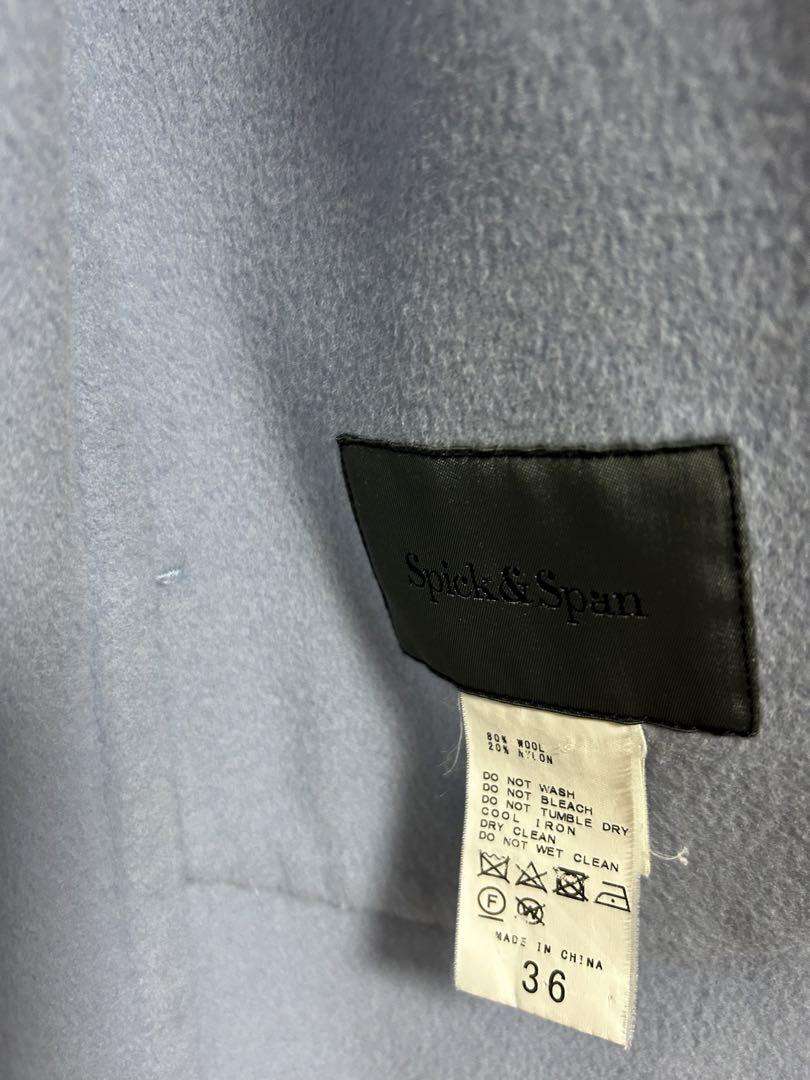 Spick&Span
80% WOOL
20% NYLON
DO NOT WASH
DO NOT BLEACH
DO NOT TUMBLE DRY
COOL IRON
DRY CLEAN
DO NOT WET CLEAN
F
W
MADE IN CHINA
36